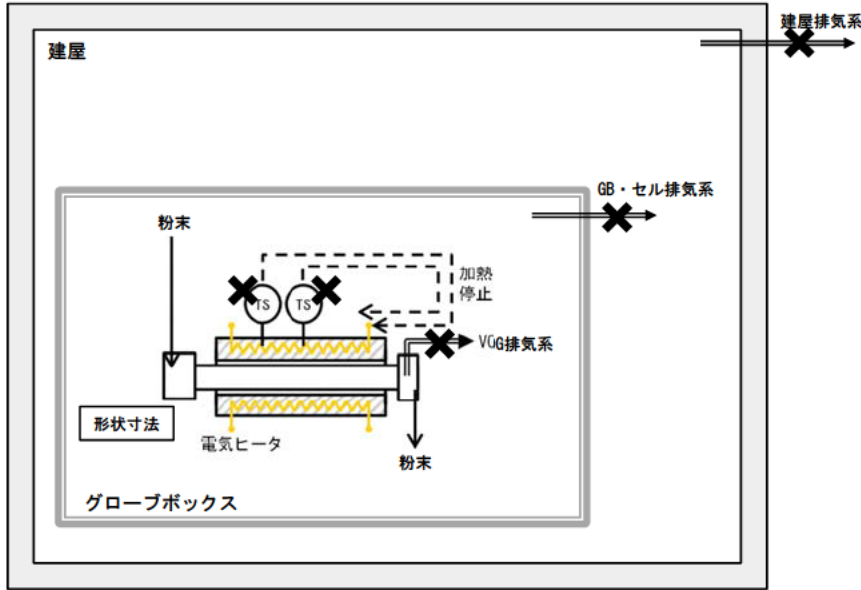 建屋排気系
建屋
GB・セル排気系
粉末
加熱
停止
TS
TS
VOG排気系
形状寸法
電気ヒータ
粉末
グローブボックス